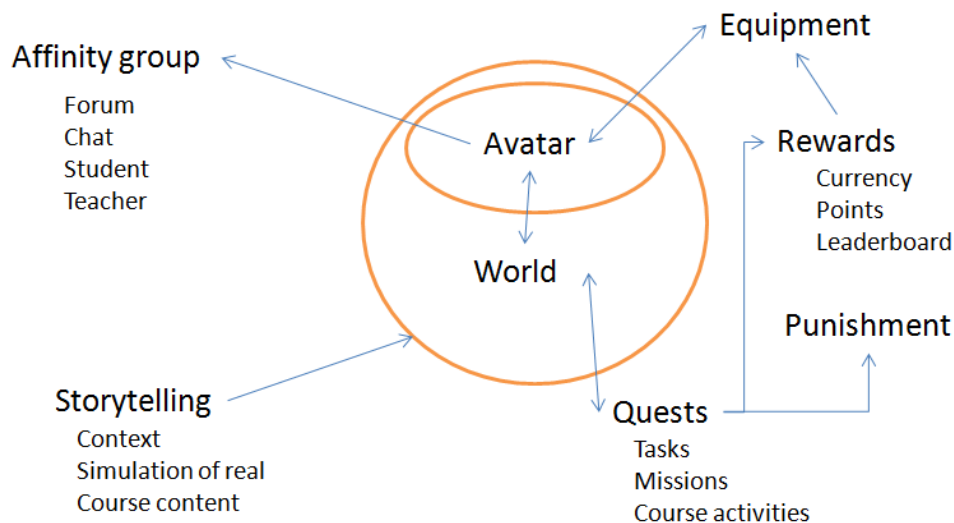 Equipment
Affinity group
Forum
Chat
Student
Teacher
Avatar
Rewards
Currency
Points
Leaderboard
World
Punishment
Storytelling
Context
Simulation of real
Course content
Quests
Tasks
Missions
Course activities